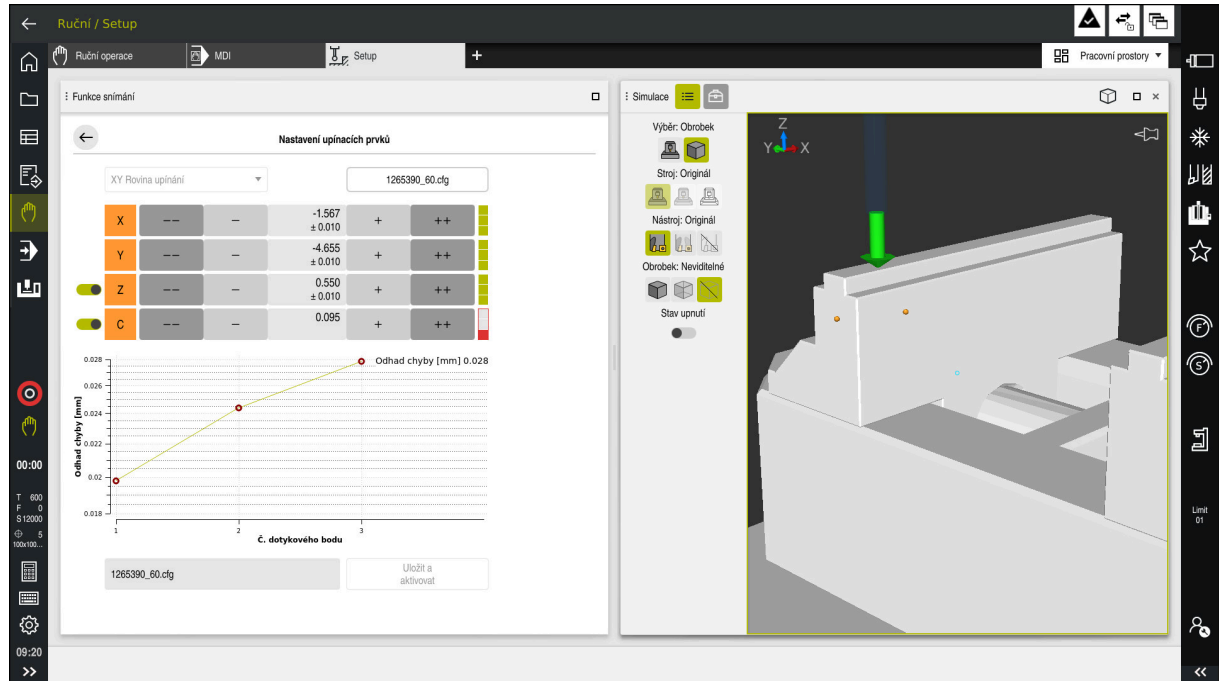 Ruční / Setup
Ruční operace
MDI
Setup
+
Pracovní prostory
Funkce snímání
Nastavení upínacích prvků
XY Rovina upínání
1265390_60.cfg
X -- - -1.567 ± 0.010 + ++
Y -- - -4.655 ± 0.010 + ++
Z -- - 0.550 ± 0.010 + ++
C -- - 0.095 + ++
Odhad chyby [mm] 0.028
Odhad chyby [mm]
0.028
0.026
0.024
0.022
0.02
0.018
1 2 3
Č. dotykového bodu
1265390_60.cfg
Uložit a
aktivovat
Simulace
Výběr: Obrobek
Stroj: Originál
Nástroj: Originál
Obrobek: Neviditelné
Stav upnutí
Z
Y X
00:00
T 600
F 0
S 12000
5
100x100...
09:20
F
S
Limit
01